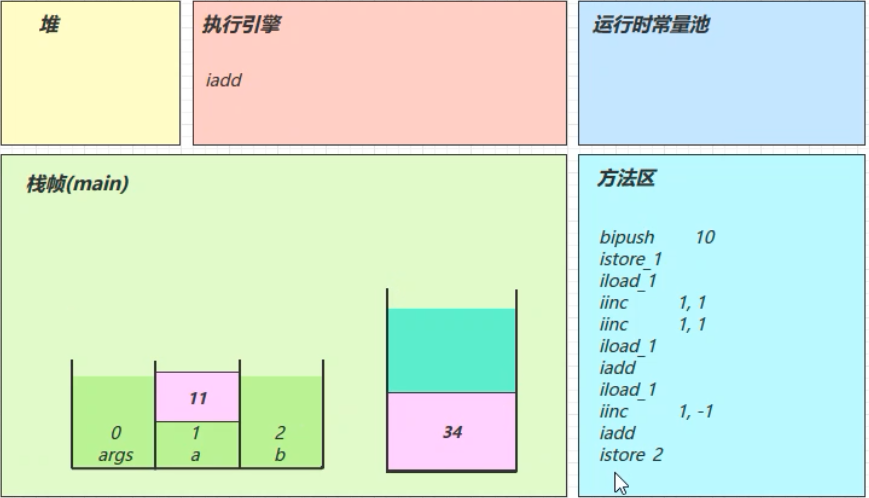 堆
执行引擎
iadd
运行时常量池
栈帧(main)
11
0 1 2
args a b
34
方法区
bipush 10
istore_1
iload_1
iinc 1, 1
iinc 1, 1
iload_1
iadd
iload_1
iinc 1, -1
iadd
istore 2